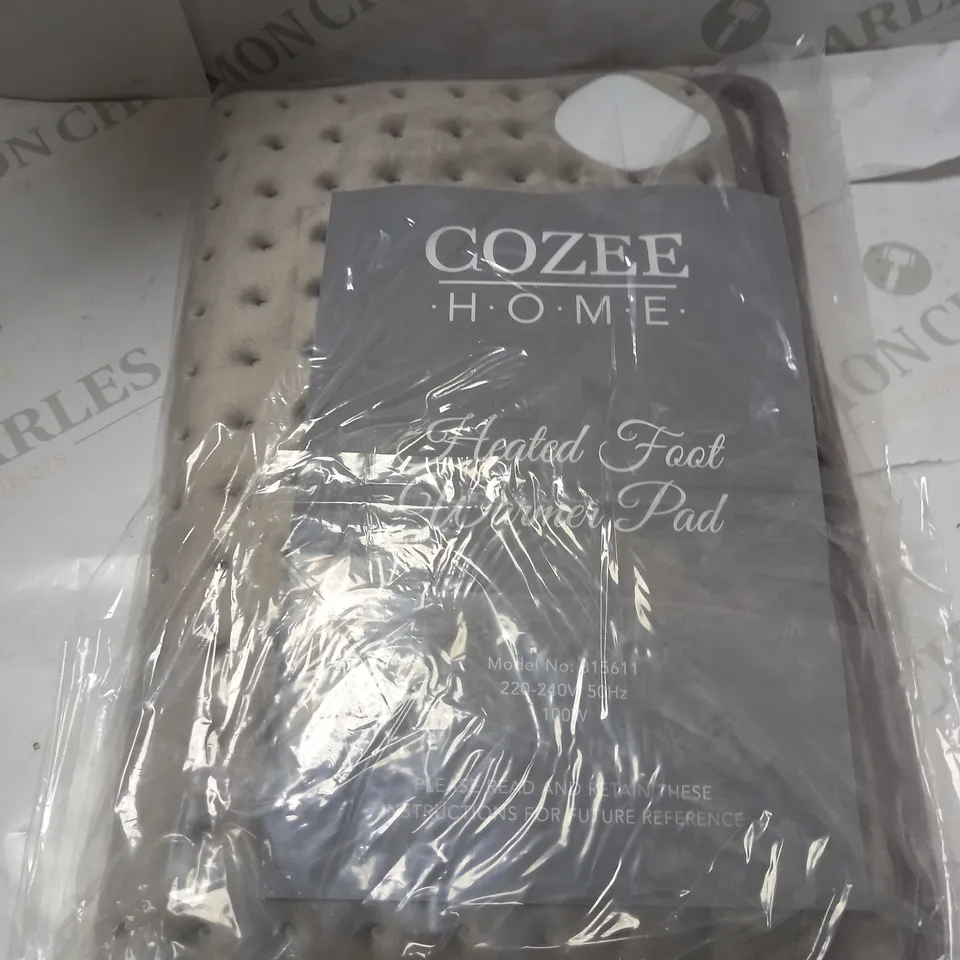 COZEE
·H·O·M·E·
Heated Foot
Warmer Pad
Model No: 815611
220-240V 50Hz
100W
PLEASE READ AND RETAIN THESE
INSTRUCTIONS FOR FUTURE REFERENCE